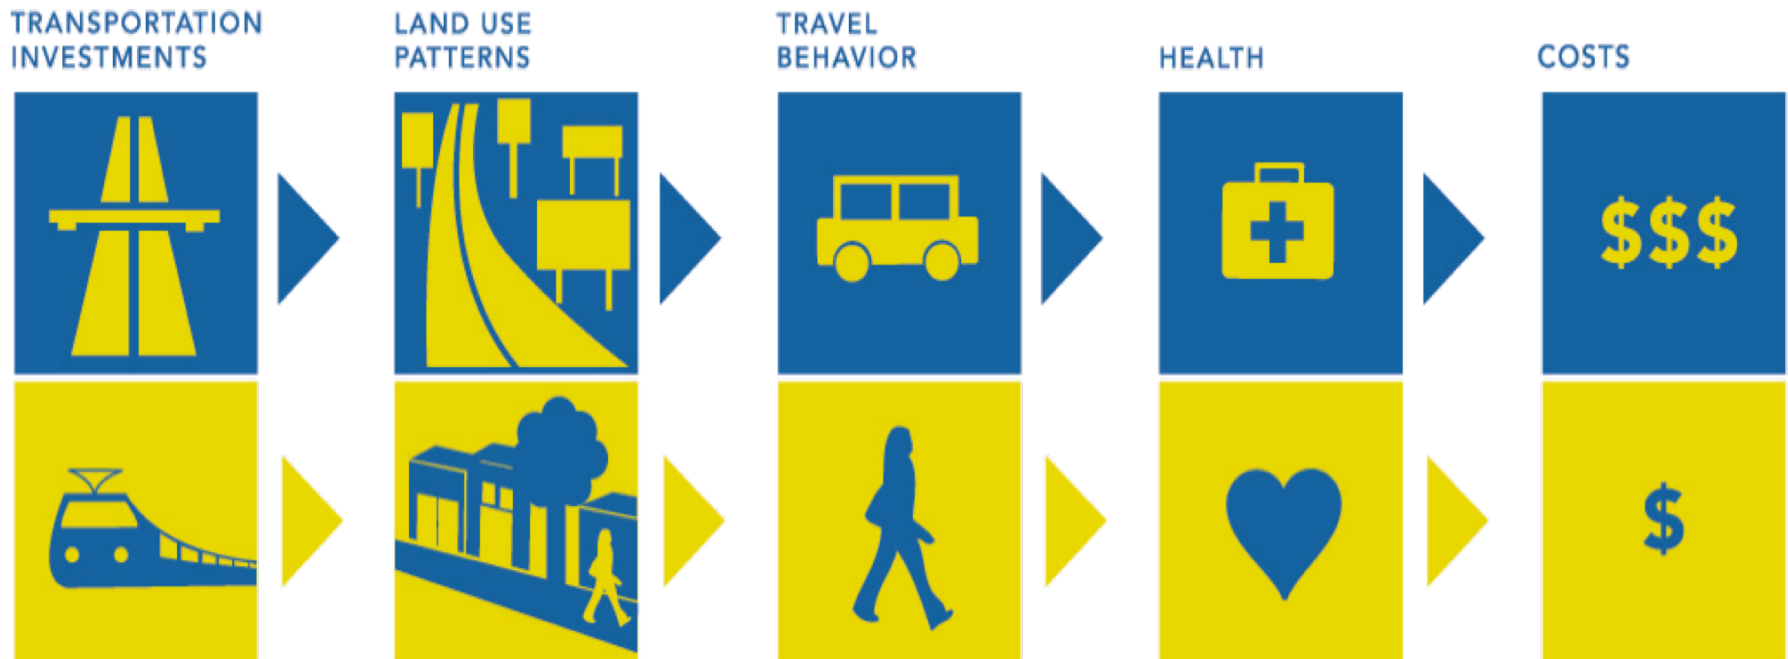 TRANSPORTATION
INVESTMENTS
LAND USE
PATTERNS
TRAVEL
BEHAVIOR
HEALTH
COSTS
$$$
$